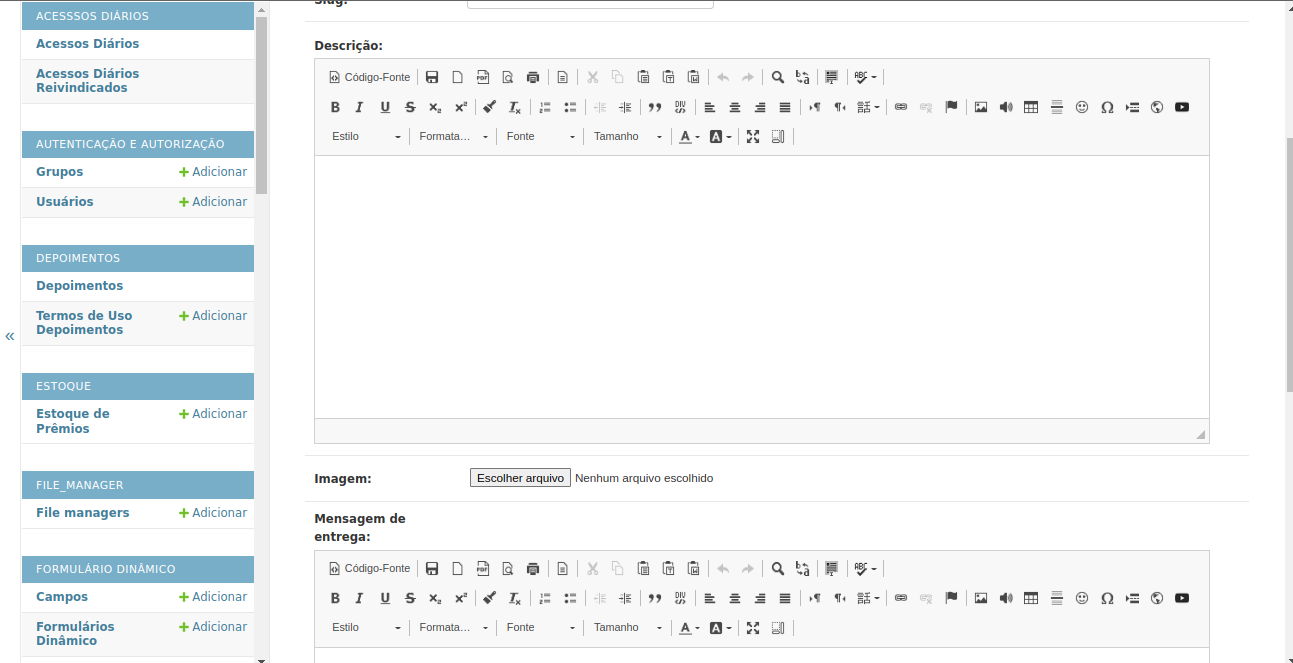 ACESSSOS DIÁRIOS
Acessos Diários
Acessos Diários
Reivindicados
AUTENTICAÇÃO E AUTORIZAÇÃO
Grupos Adicionar
Usuários Adicionar
DEPOIMENTOS
Depoimentos
Termos de Uso Adicionar
Depoimentos
«
ESTOQUE
Estoque de Adicionar
Prêmios
FILE_MANAGER
File managers Adicionar
FORMULÁRIO DINÂMICO
Campos Adicionar
Formulários Adicionar
Dinâmico
Slug:
Descrição:
Código-Fonte
Estilo Formata... Fonte Tamanho
Imagem: Escolher arquivo Nenhum arquivo escolhido
Mensagem de
entrega:
Código-Fonte
Estilo Formata... Fonte Tamanho